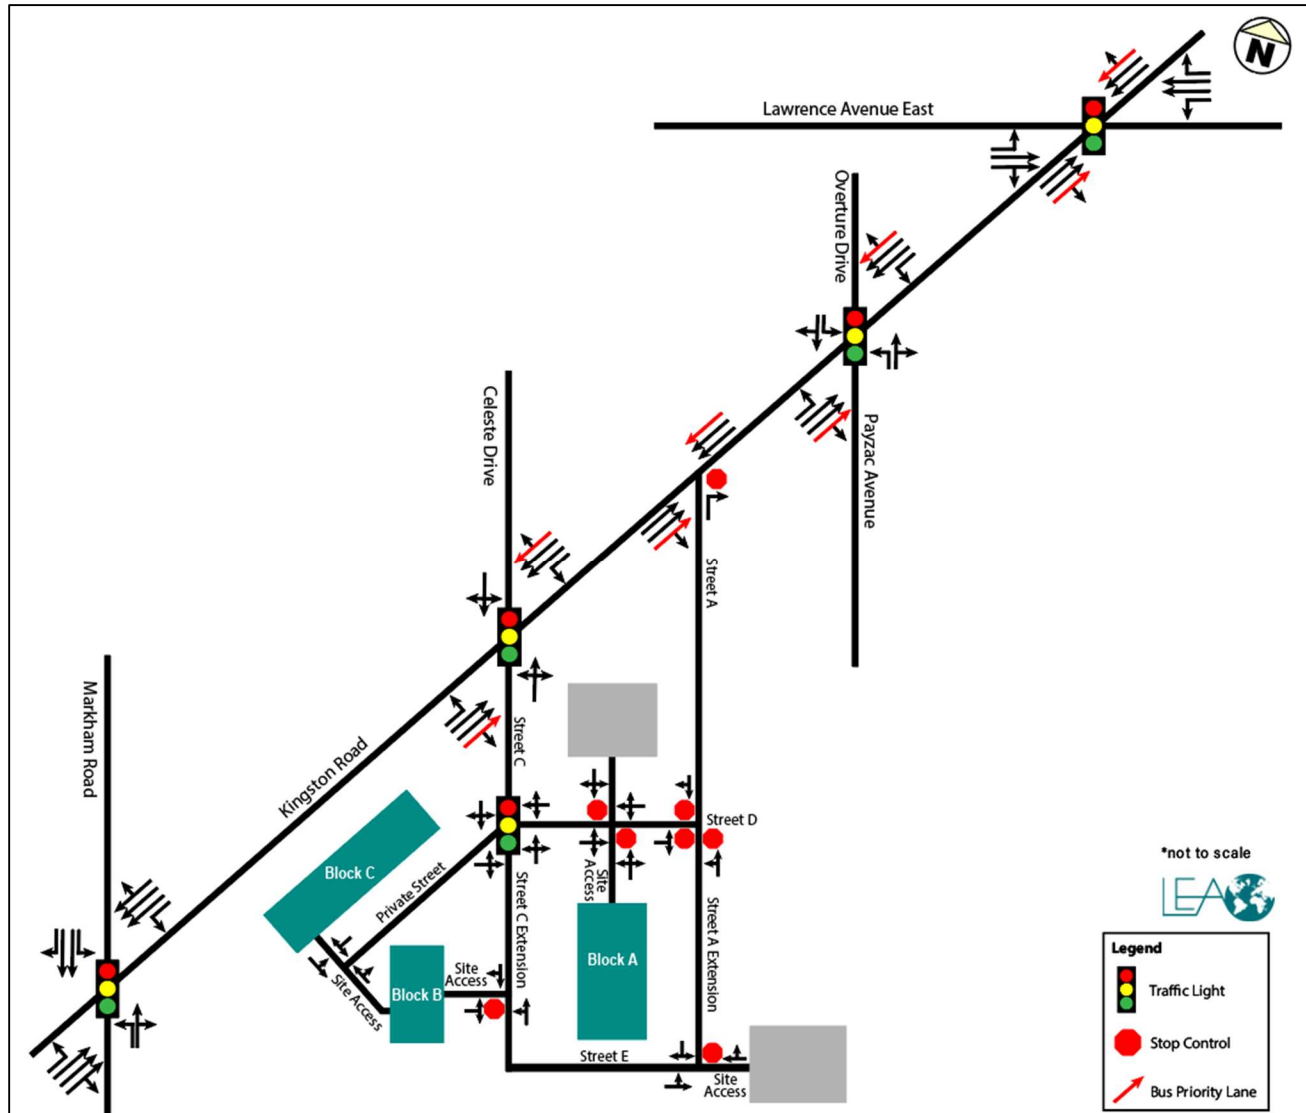 N
Lawrence Avenue East
Overture Drive
Celeste Drive
Payzac Avenue
Street A
Markham Road
Kingston Road
Street C
Street D
Block C
Private Street
Site
Access
Street C Extension
Street A Extension
Block A
Site
Access
Block B
Site Access
Street E
Site
Access
*not to scale
LEA
Legend
Traffic Light
Stop Control
Bus Priority Lane